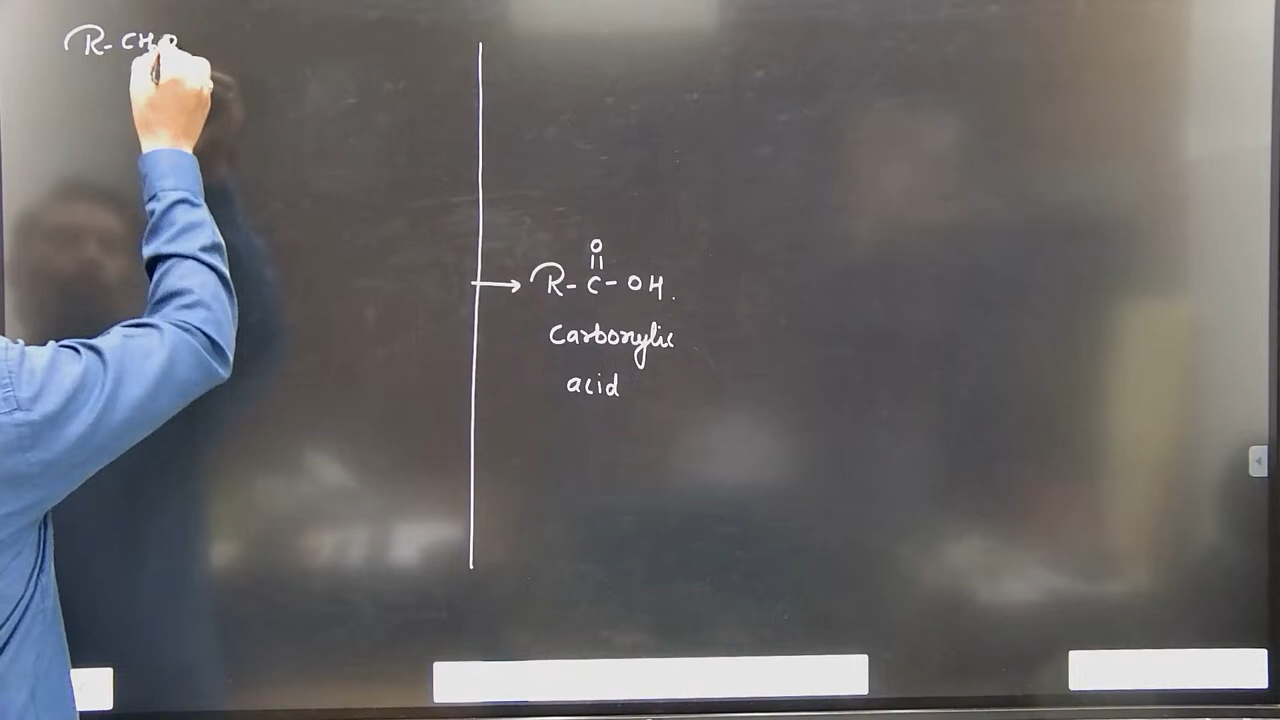 R-CHO
O
||
→ R-C-OH.
Carboxylic
acid